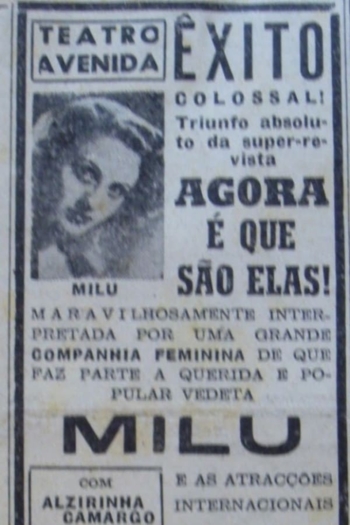 TEATRO
AVENIDA
ÊXITO
COLOSSAL!
Triunfo absolu-
to da super-re-
vista
AGORA
É QUE
SÃO ELAS!
MILU
MARAVILHOSAMENTE INTER-
PRETADA POR UMA GRANDE
COMPANHIA FEMININA DE QUE
FAZ PARTE A QUERIDA E PO-
PULAR VEDETA
MILU
COM
ALZIRINHA
CAMARGO
E AS ATRACÇÕES
INTERNACIONAIS